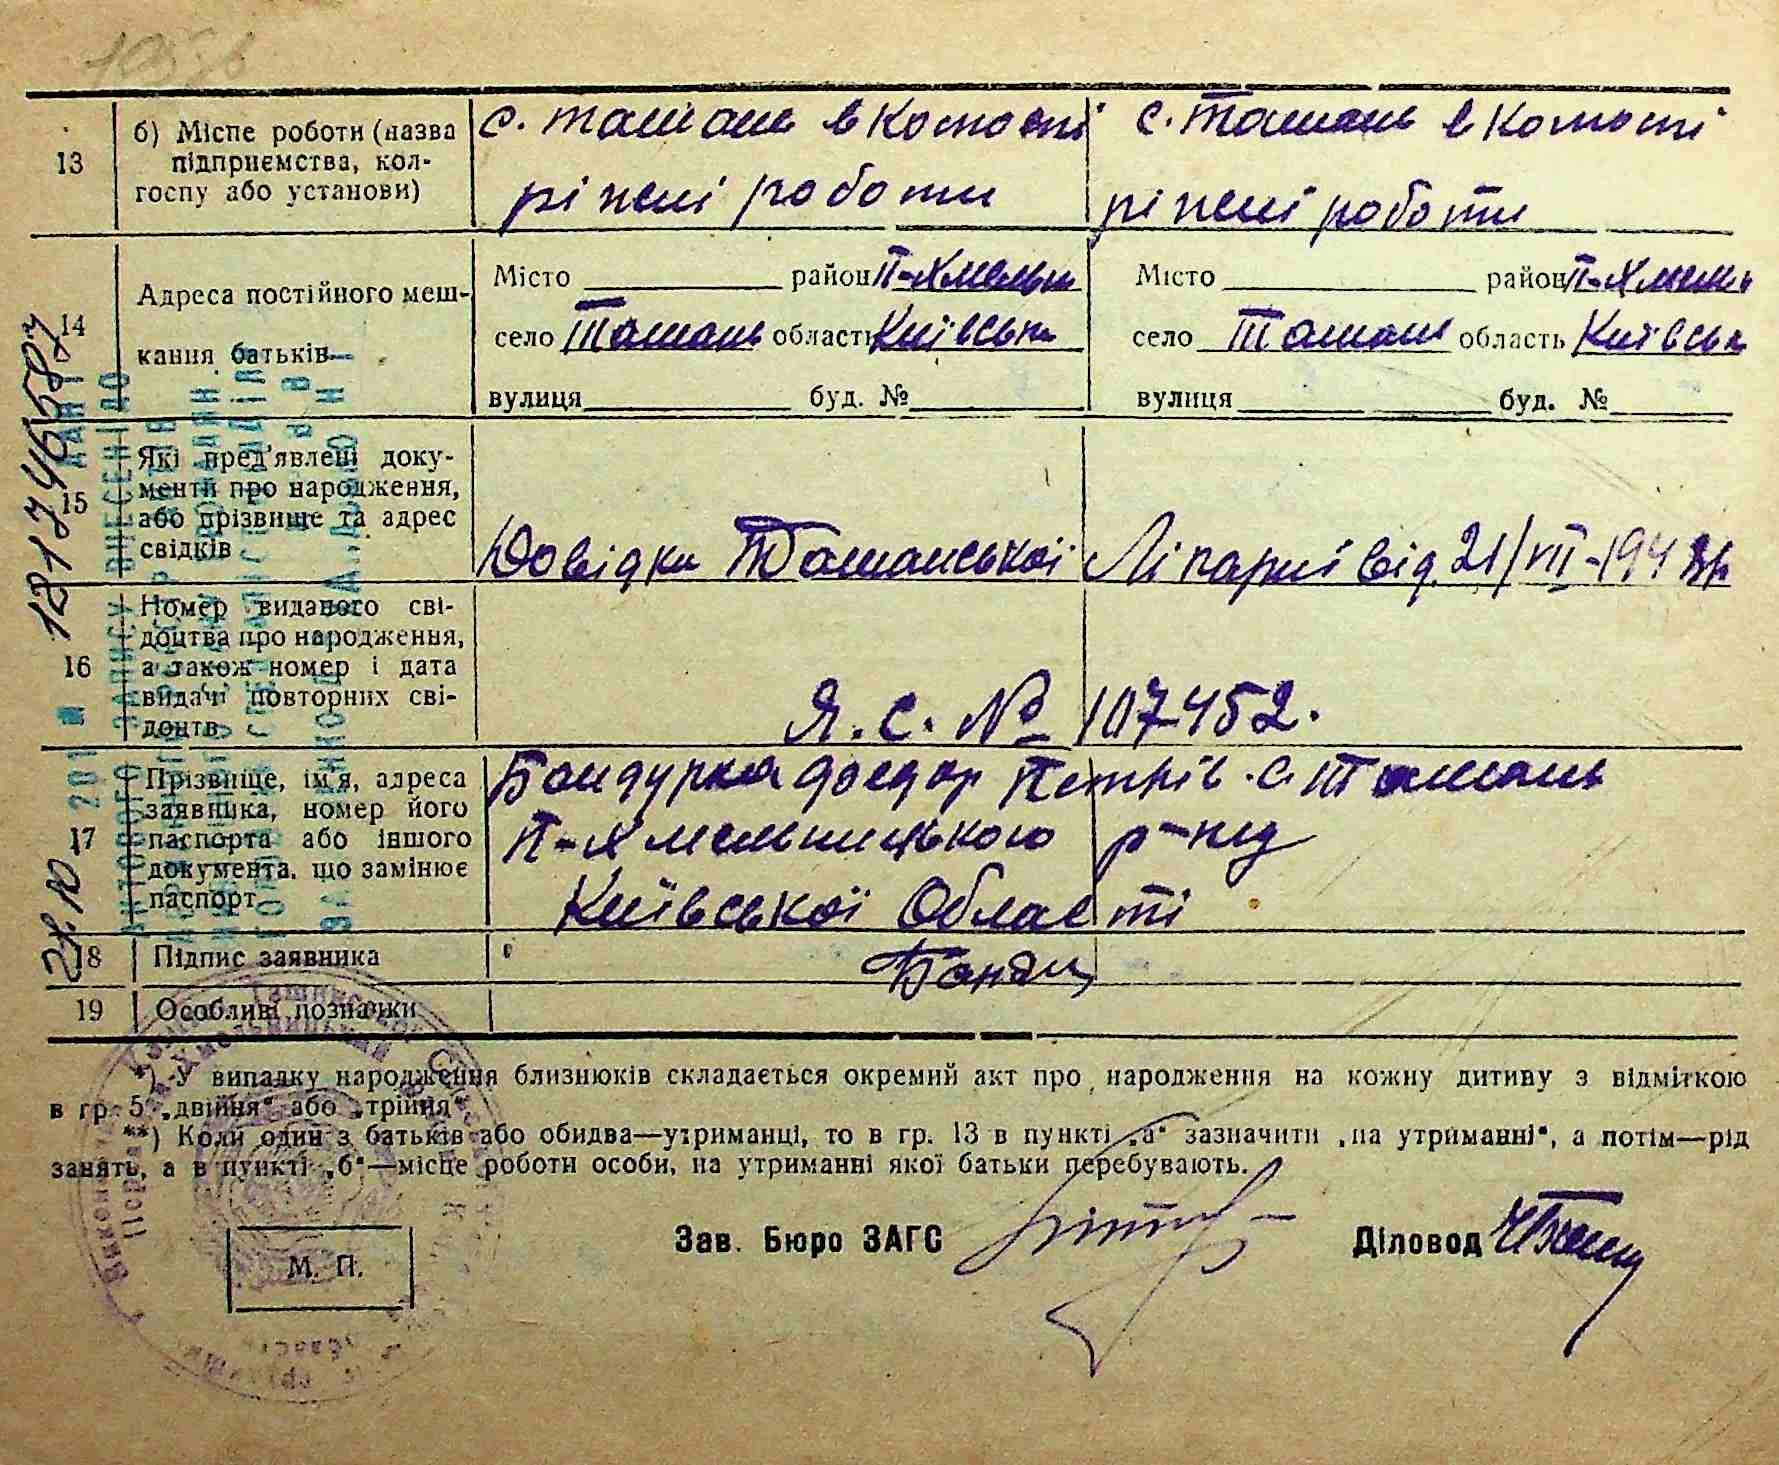 13
б) Місце роботи (назва підприємства, колгоспу або установи)
с. Ташань в Комості
ріжні роботи
с. Ташань в Комості
ріжні роботи
14
Адреса постійного мешкання батьків
Місто район П-Хмельн
село Ташань область Київська
вулиця буд. №
Місто район П-Хмельн
село Ташань область Київськ
вулиця буд. №
15
Які пред'явлені документи про народження, або прізвище та адрес свідків
Довідки Ташанської Лікарні від 21/VII-1943р.
16
Номер виданого свідоцтва про народження, а також номер і дата видачі повторних свідоцтв
Я. С. № 107452.
17
Прізвище, ім'я, адреса заявника, номер його паспорта або іншого документа, що замінює паспорт
Бондурка Федор Петрів с. Ташань
П-Хмельницького р-ну
Київської Області
18
Підпис заявника
19
Особливі позначки
*) У випадку народження близнюків складається окремий акт про народження на кожну дитину з відміткою
в гр. 5 „двійня" або „трійня"
**) Коли один з батьків або обидва—утриманці, то в гр. 13 в пункті „а" зазначити „на утриманні", а потім—рід
занять, а в пункті „б"—місце роботи особи, на утриманні якої батьки перебувають.
Зав. Бюро ЗАГС
Діловод
М. П.